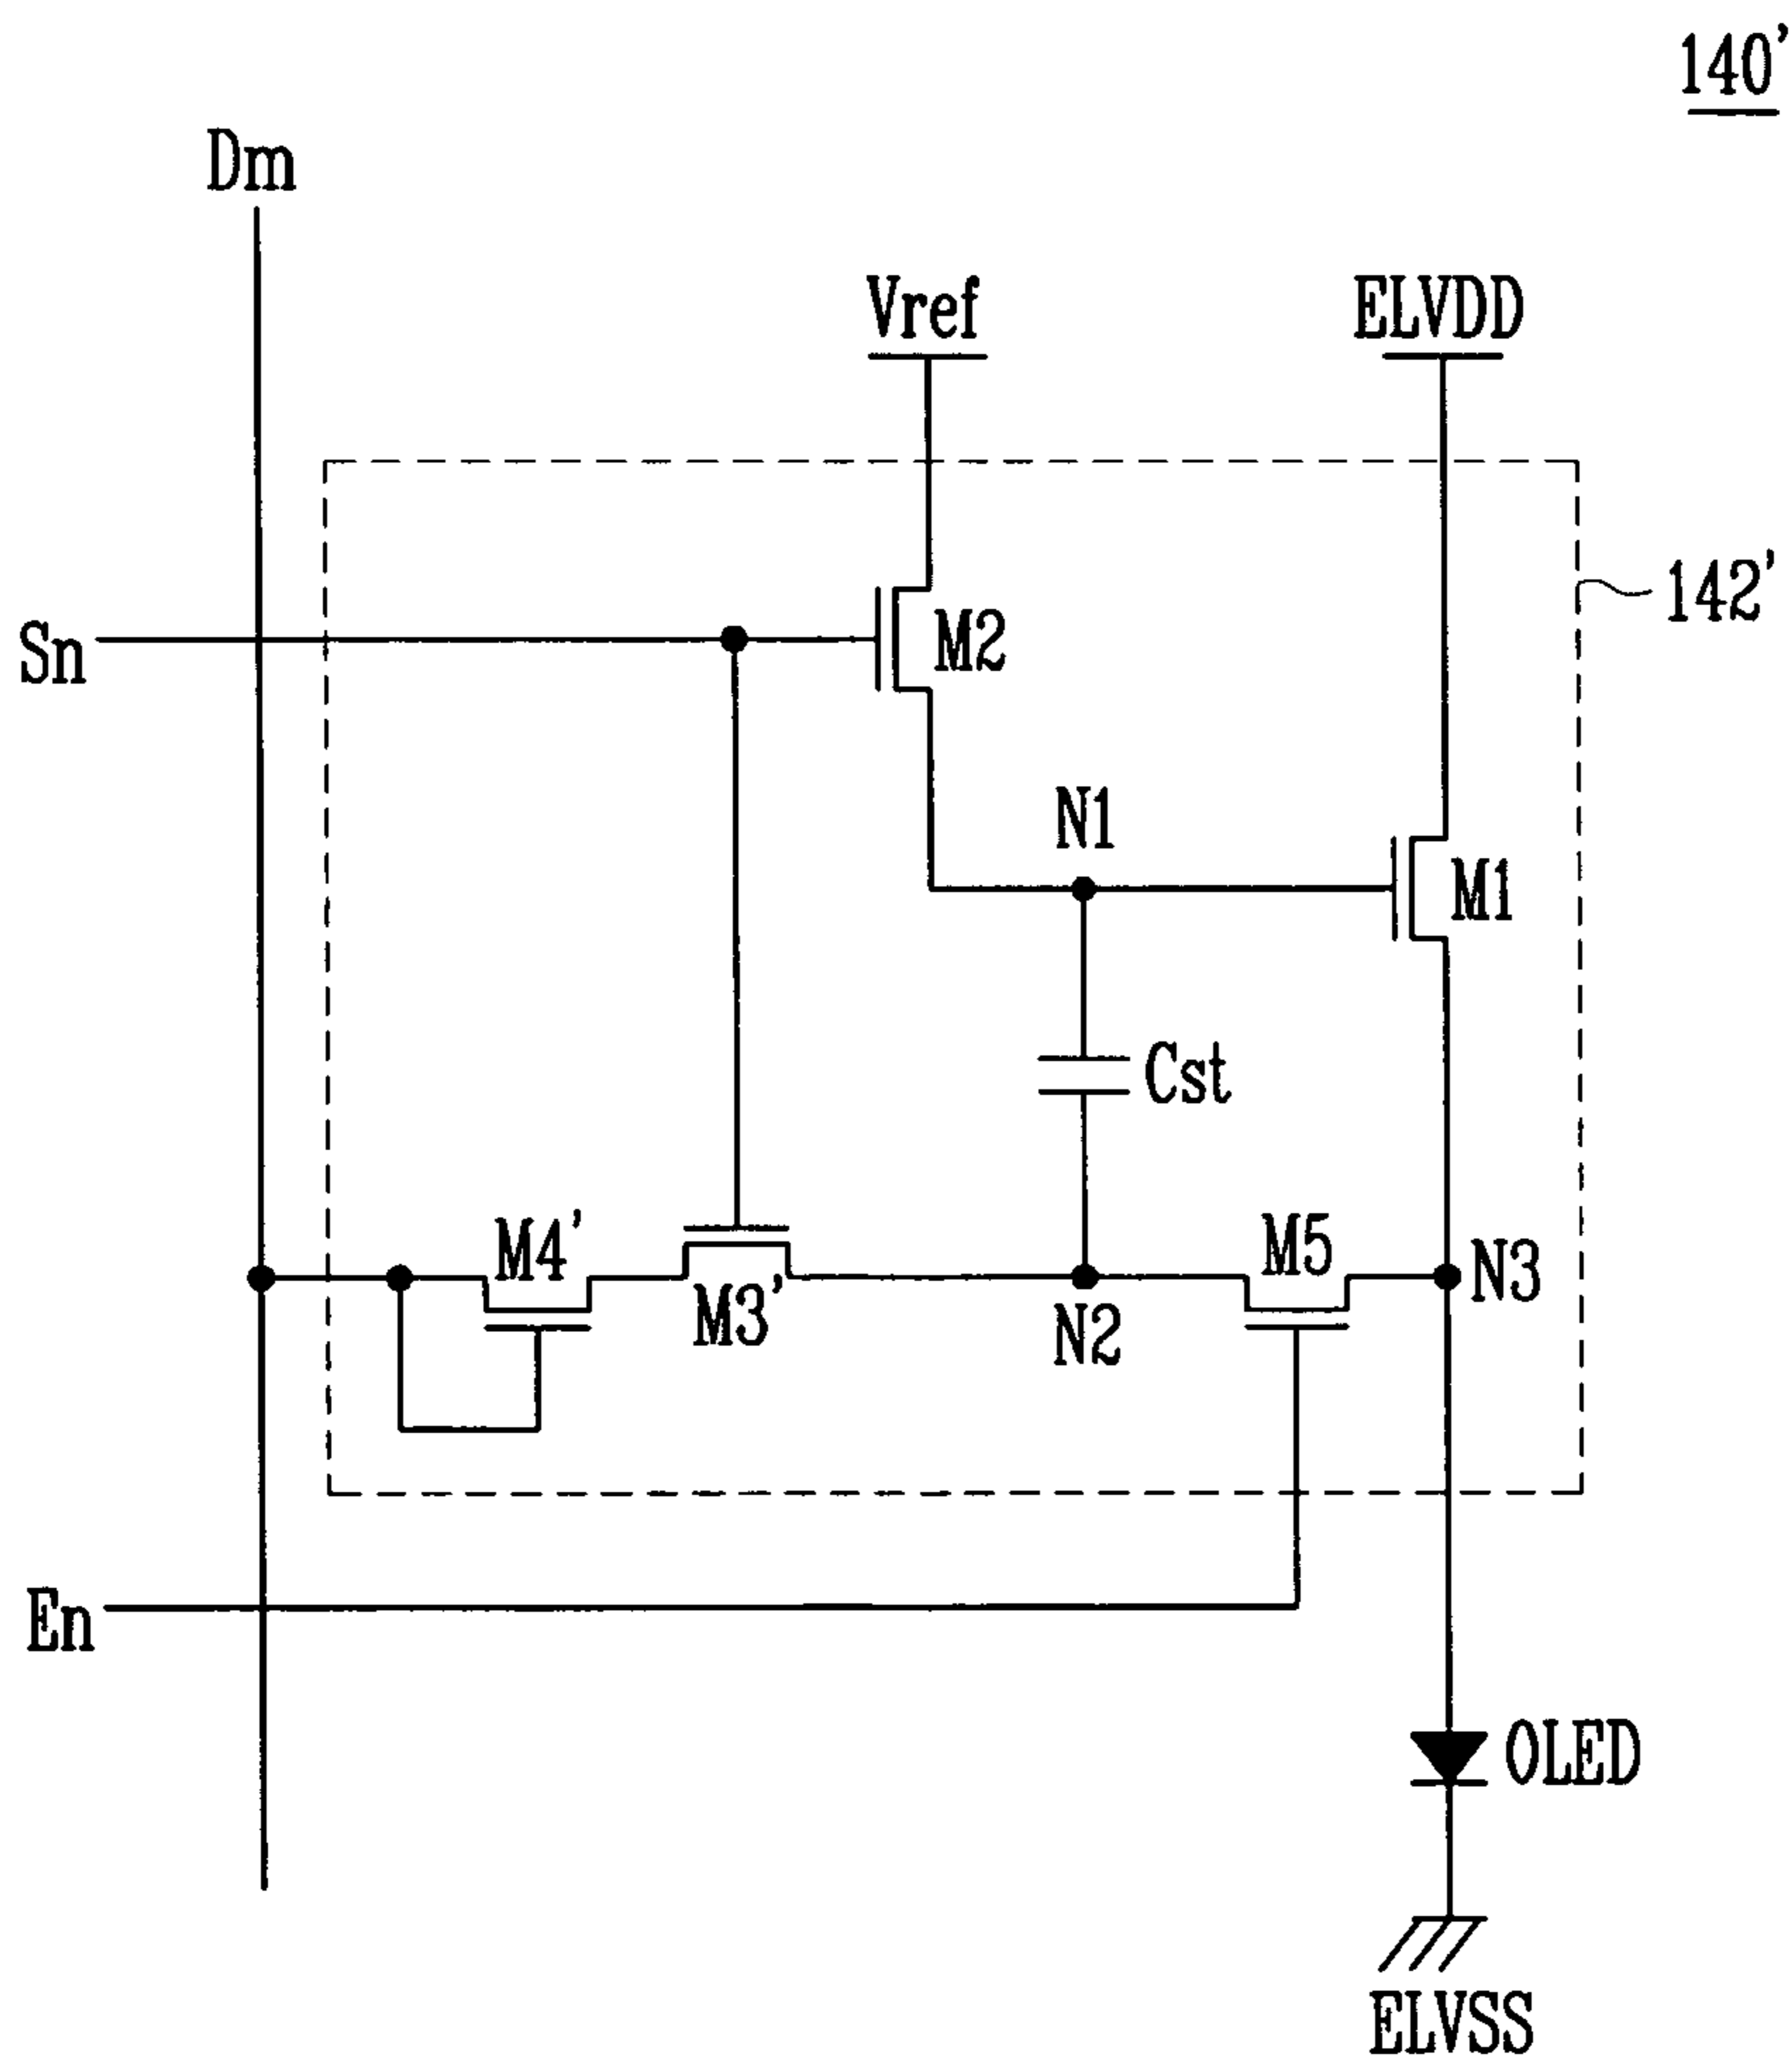 140'
Dm
Vref
ELVDD
142'
Sn
M2
N1
M1
Cst
M4'
M5
M3'
N3
N2
En
OLED
ELVSS